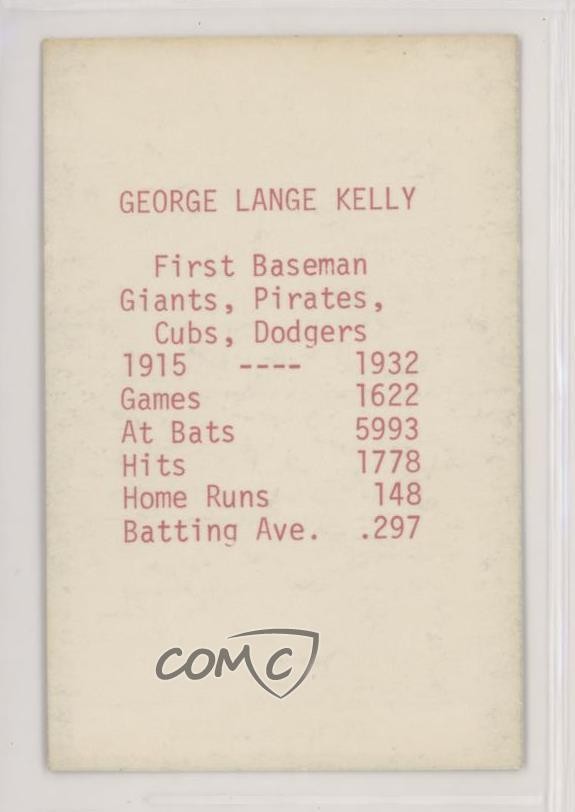 GEORGE LANGE KELLY
First Baseman
Giants, Pirates,
Cubs, Dodgers
1915 ---- 1932
Games 1622
At Bats 5993
Hits 1778
Home Runs 148
Batting Ave. .297
COMC